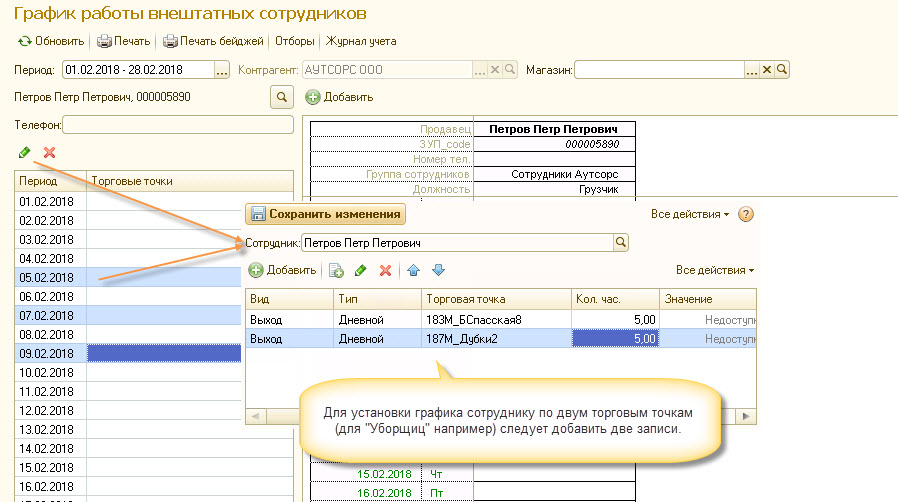 График работы внештатных сотрудников
Обновить Печать Печать бейджей Отборы Журнал учета
Период: 01.02.2018 - 28.02.2018 ... Контрагент: АУТСОРС ООО ... Магазин: ...
Петров Петр Петрович, 000005890
Добавить
Телефон:
Продавец Петров Петр Петрович
ЗУП_code 000005890
Номер тел.
Группа сотрудников Сотрудники Аутсорс
Должность Грузчик
Период Торговые точки
01.02.2018
02.02.2018
03.02.2018
04.02.2018
05.02.2018
06.02.2018
07.02.2018
08.02.2018
09.02.2018
10.02.2018
11.02.2018
12.02.2018
13.02.2018
14.02.2018
15.02.2018
16.02.2018
Сохранить изменения Все действия ?
Сотрудник: Петров Петр Петрович
Добавить Все действия
Вид Тип Торговая точка Кол. час. Значение
Выход Дневной 183М_БСпасская8 5,00 Недоступн
Выход Дневной 187М_Дубки2 5,00 Недоступн
Для установки графика сотруднику по двум торговым точкам
(для "Уборщиц" например) следует добавить две записи.
15.02.2018 Чт
16.02.2018 Пт